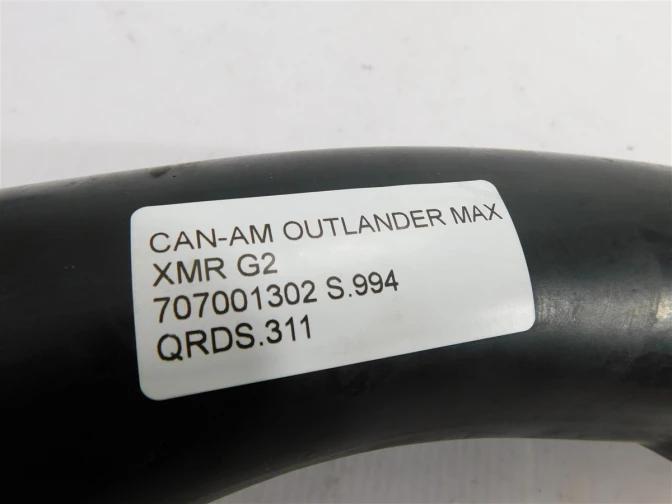 CAN-AM OUTLANDER MAX
XMR G2
707001302 S.994
QRDS.311